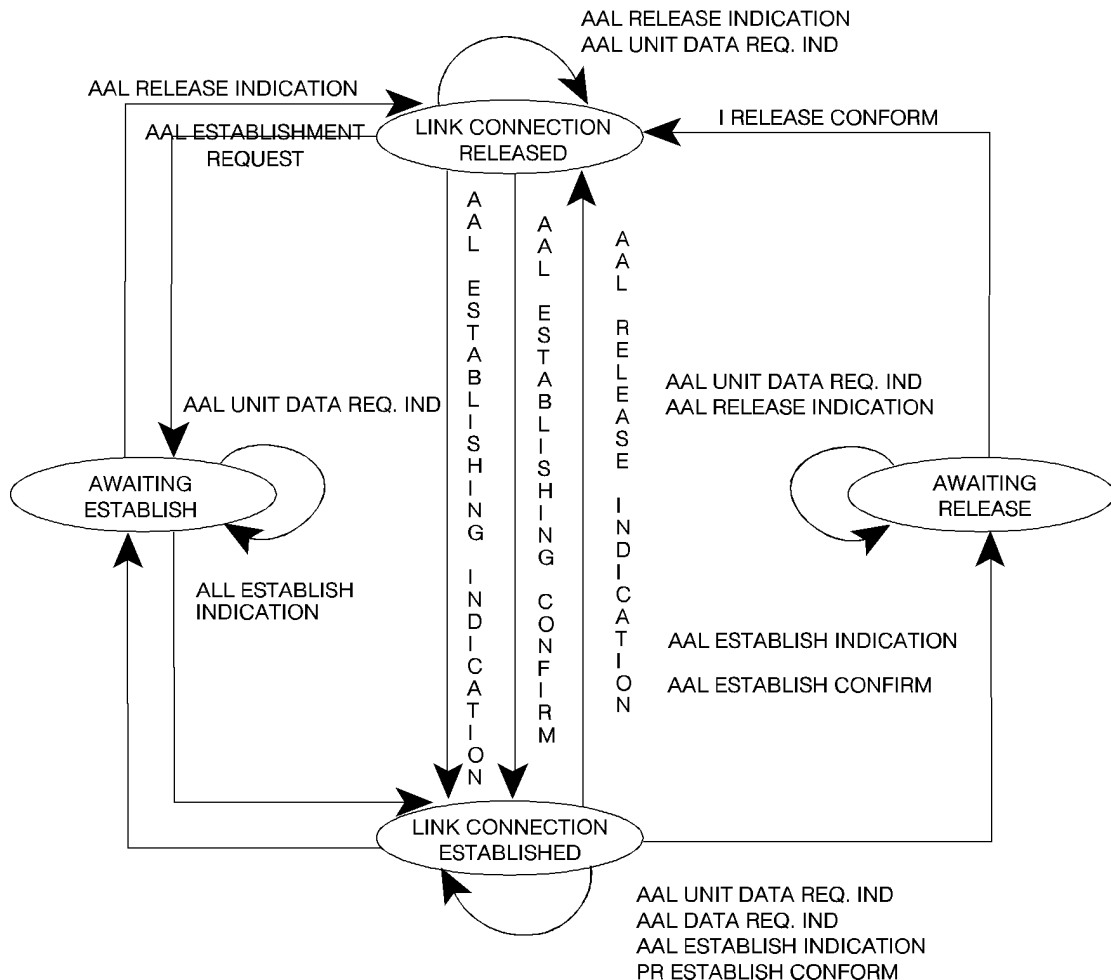 AAL RELEASE INDICATION
AAL UNIT DATA REQ. IND
AAL RELEASE INDICATION
I RELEASE CONFORM
LINK CONNECTION
RELEASED
AAL ESTABLISHMENT
REQUEST
AAL ESTABLISHING INDICATION
AAL ESTABLISHING CONFIRM
AAL RELEASE INDICATION
AAL UNIT DATA REQ. IND
AAL UNIT DATA REQ. IND
AAL RELEASE INDICATION
AWAITING
ESTABLISH
AWAITING
RELEASE
ALL ESTABLISH
INDICATION
AAL ESTABLISH INDICATION
AAL ESTABLISH CONFIRM
LINK CONNECTION
ESTABLISHED
AAL UNIT DATA REQ. IND
AAL DATA REQ. IND
AAL ESTABLISH INDICATION
PR ESTABLISH CONFORM